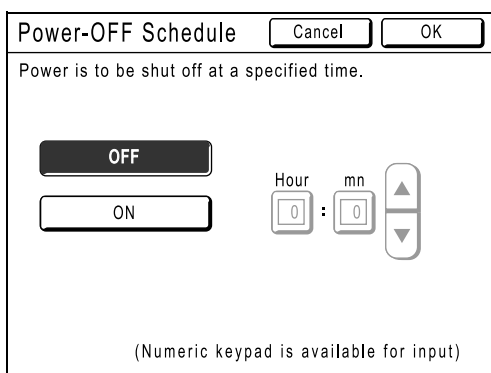 Power-OFF Schedule Cancel OK
Power is to be shut off at a specified time.
OFF
Hour mn
ON 0 : 0
(Numeric keypad is available for input)